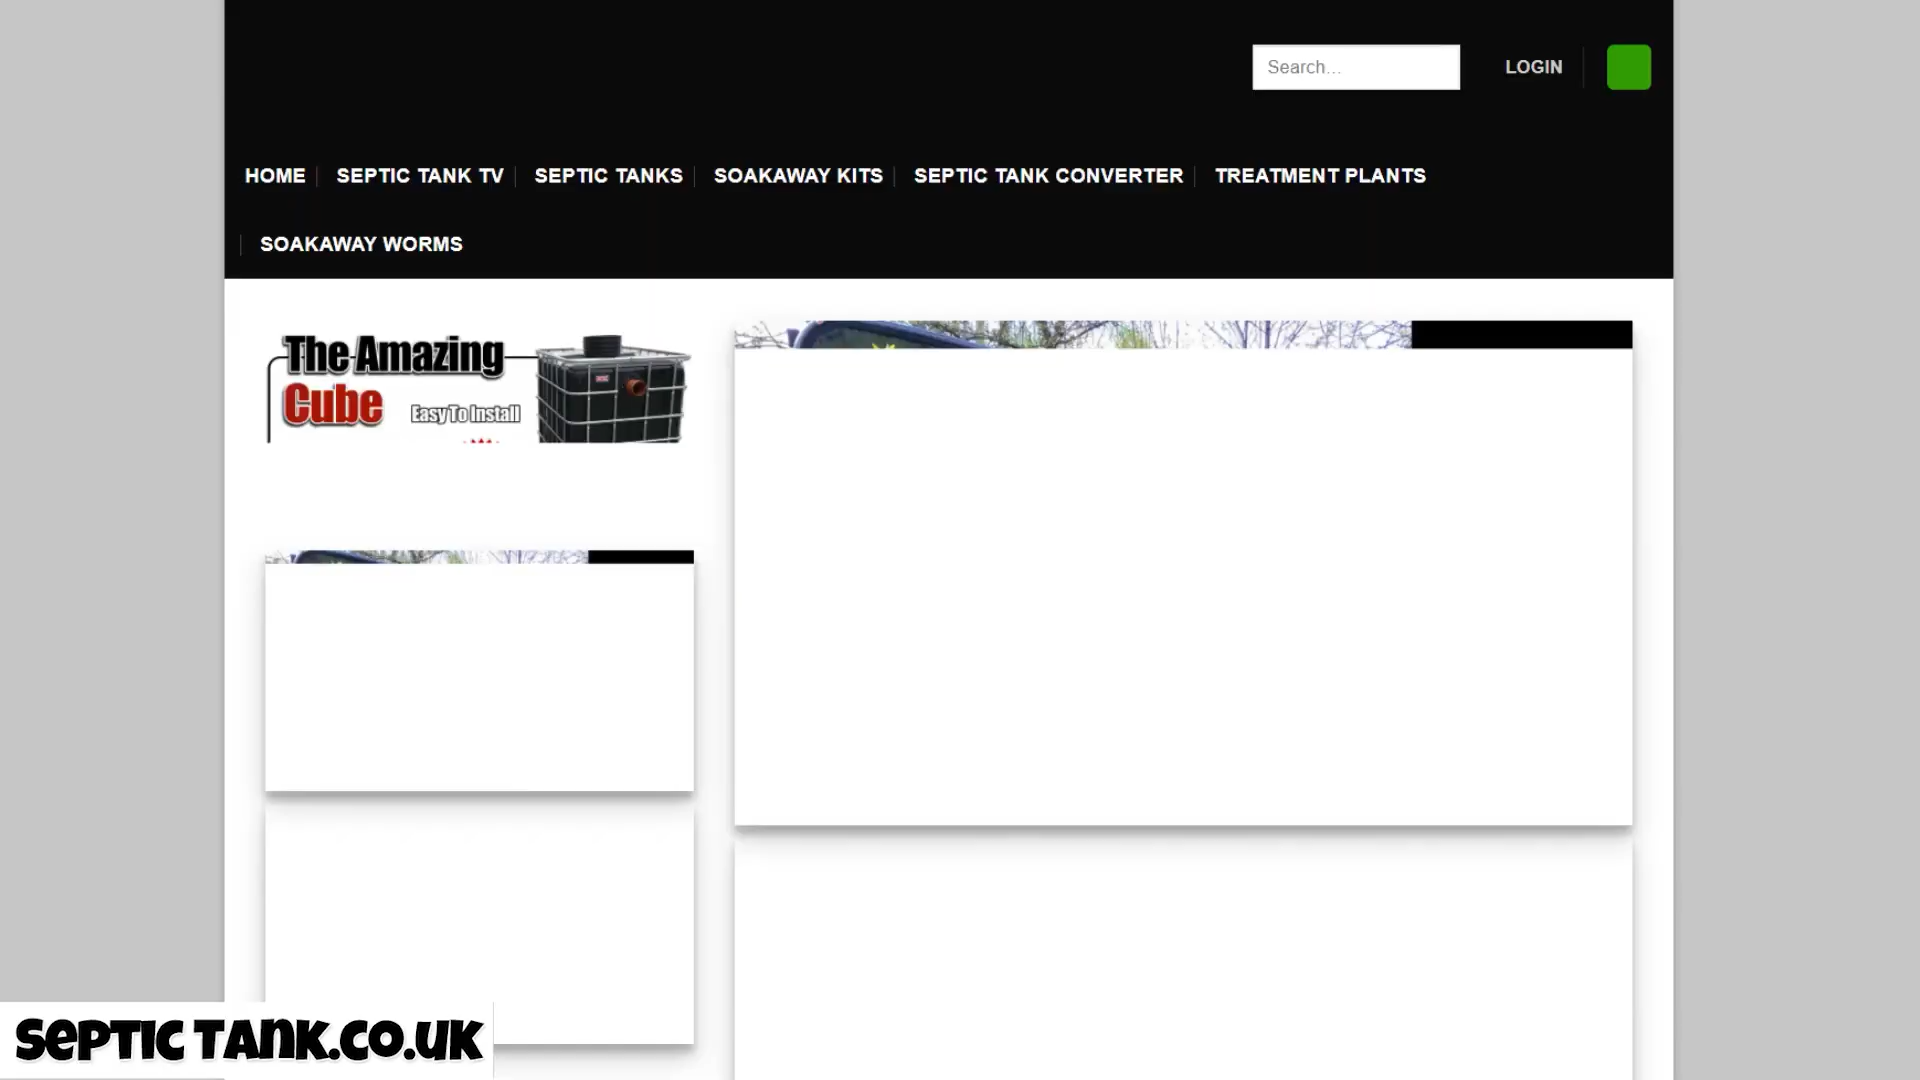 Search...
LOGIN
HOME
SEPTIC TANK TV
SEPTIC TANKS
SOAKAWAY KITS
SEPTIC TANK CONVERTER
TREATMENT PLANTS
SOAKAWAY WORMS
The Amazing
Cube
Easy To Install
SEPTIC TANK.CO.UK